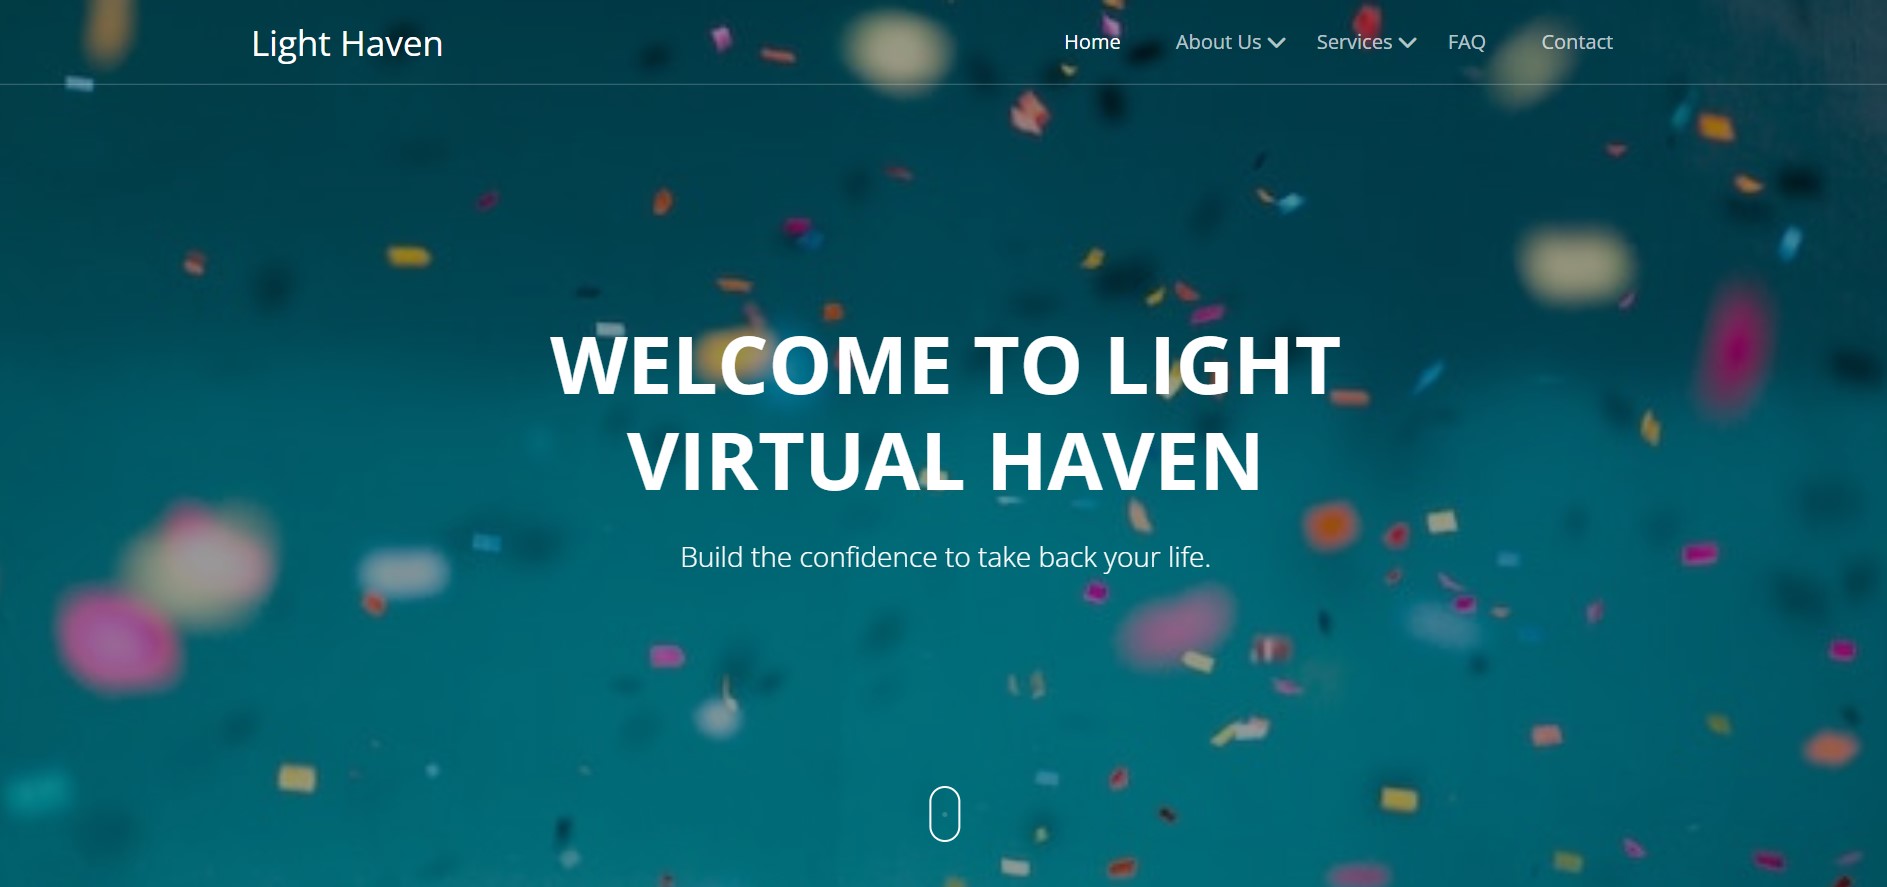 Light Haven
Home About Us Services FAQ Contact
WELCOME TO LIGHT
VIRTUAL HAVEN
Build the confidence to take back your life.